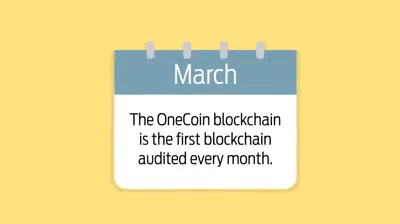 March
The OneCoin blockchain
is the first blockchain
audited every month.